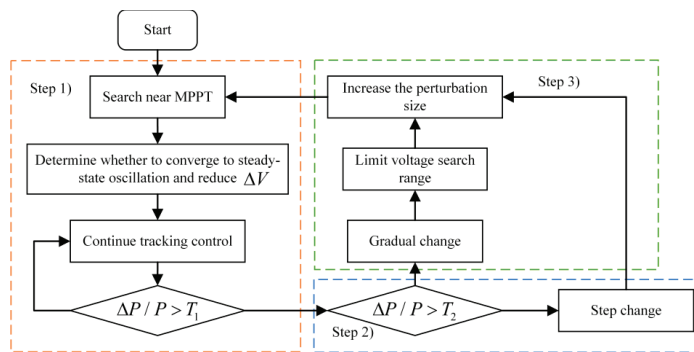 Start
Step 1)
Search near MPPT
Determine whether to converge to steady-
state oscillation and reduce ΔV
Continue tracking control
ΔP / P > T₁
Step 2)
ΔP / P > T₂
Step change
Gradual change
Limit voltage search
range
Increase the perturbation
size
Step 3)